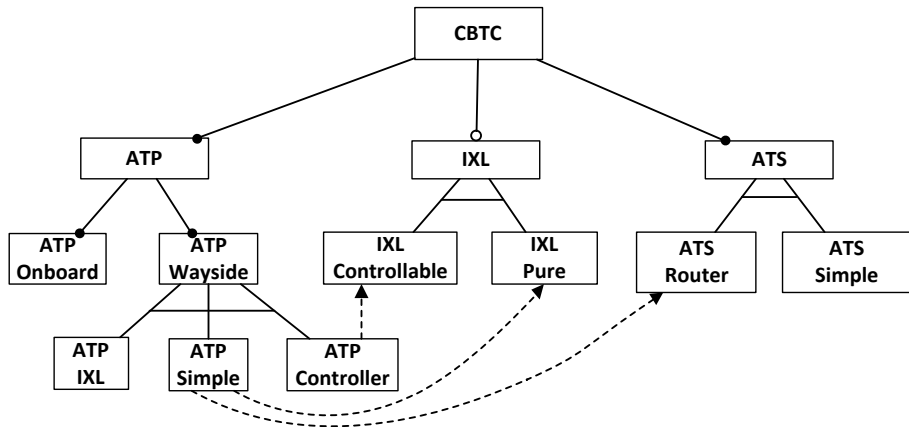 CBTC
ATP
IXL
ATS
ATP
Onboard
ATP
Wayside
IXL
Controllable
IXL
Pure
ATS
Router
ATS
Simple
ATP
IXL
ATP
Simple
ATP
Controller